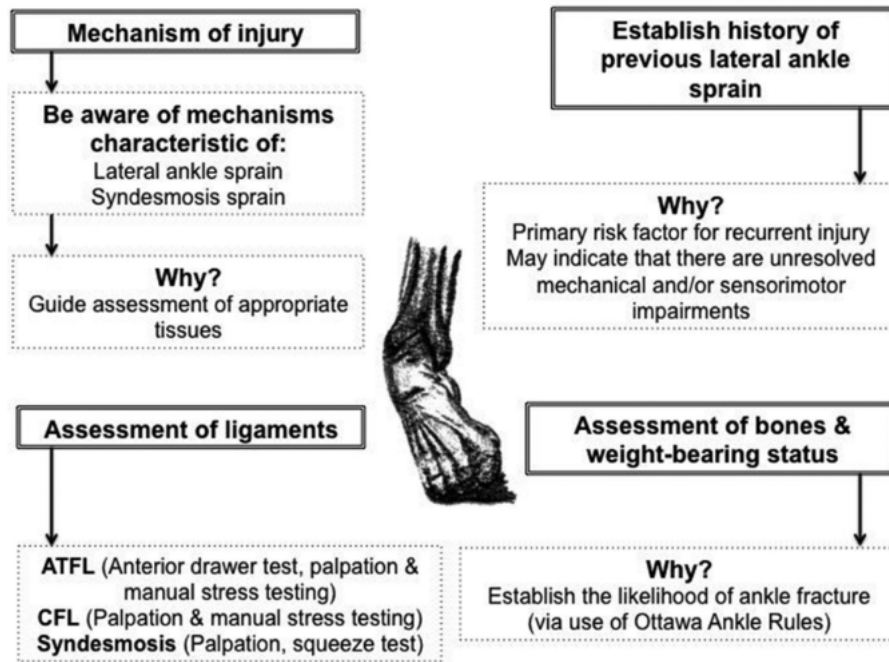 Mechanism of injury
Be aware of mechanisms
characteristic of:
Lateral ankle sprain
Syndesmosis sprain
Why?
Guide assessment of appropriate
tissues
Establish history of
previous lateral ankle
sprain
Why?
Primary risk factor for recurrent injury
May indicate that there are unresolved
mechanical and/or sensorimotor
impairments
Assessment of ligaments
ATFL (Anterior drawer test, palpation &
manual stress testing)
CFL (Palpation & manual stress testing)
Syndesmosis (Palpation, squeeze test)
Assessment of bones &
weight-bearing status
Why?
Establish the likelihood of ankle fracture
(via use of Ottawa Ankle Rules)